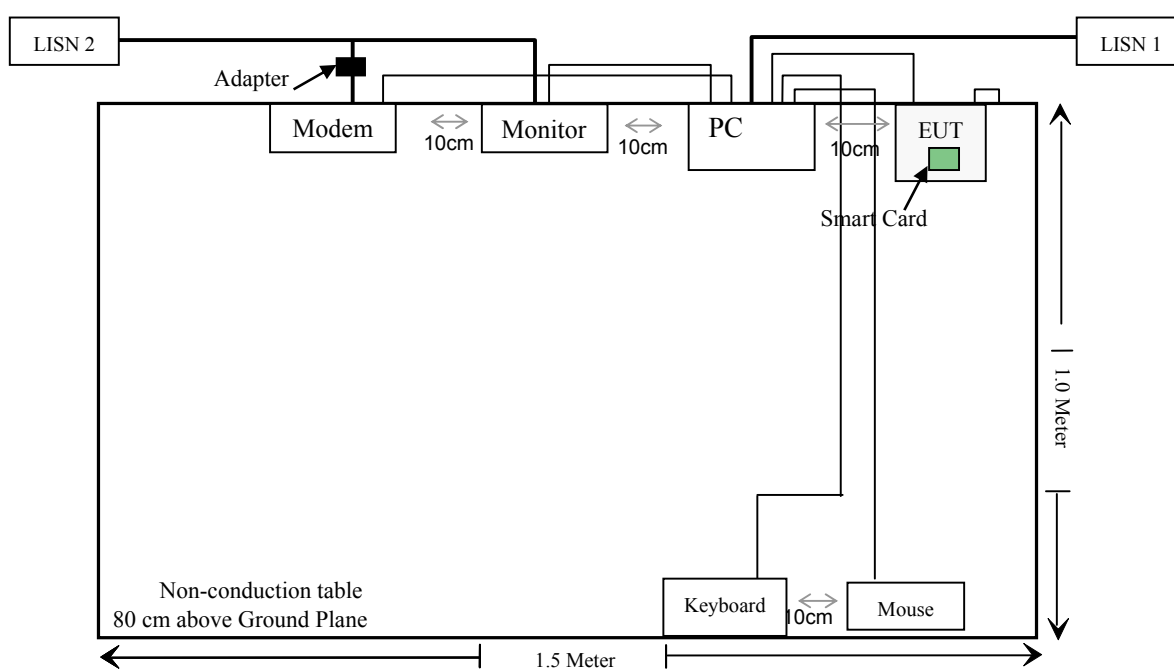 LISN 2
LISN 1
Adapter
Modem
Monitor
PC
EUT
10cm
10cm
10cm
Smart Card
1.0 Meter
Non-conduction table
80 cm above Ground Plane
Keyboard
10cm
Mouse
1.5 Meter